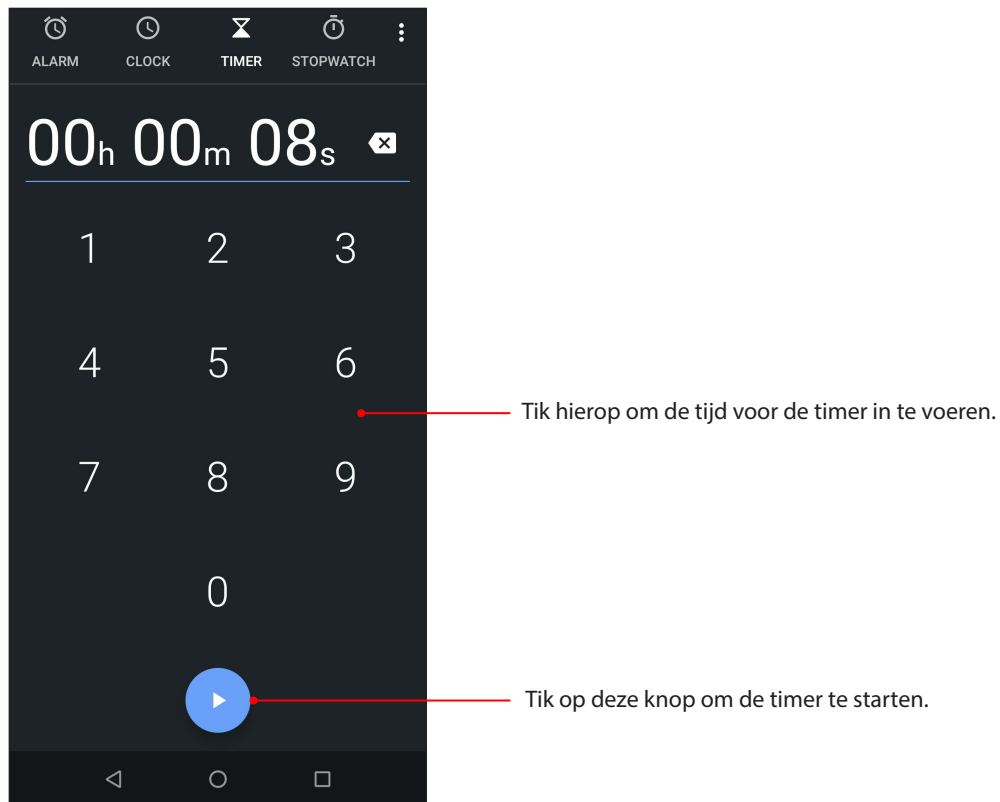 ALARM CLOCK TIMER STOPWATCH
00h 00m 08s
1 2 3
4 5 6
Tik hierop om de tijd voor de timer in te voeren.
7 8 9
0
Tik op deze knop om de timer te starten.